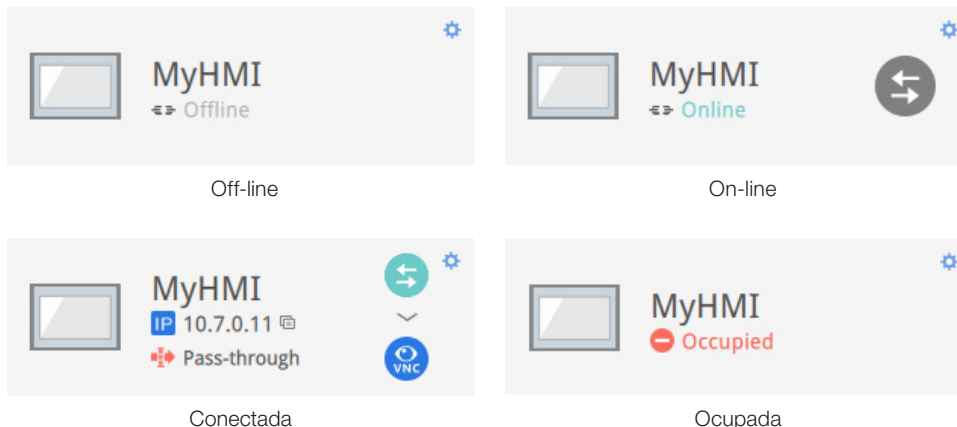 MyHMI
Offline
Off-line
MyHMI
Online
On-line
MyHMI
IP 10.7.0.11
Pass-through
VNC
Conectada
MyHMI
Occupied
Ocupada